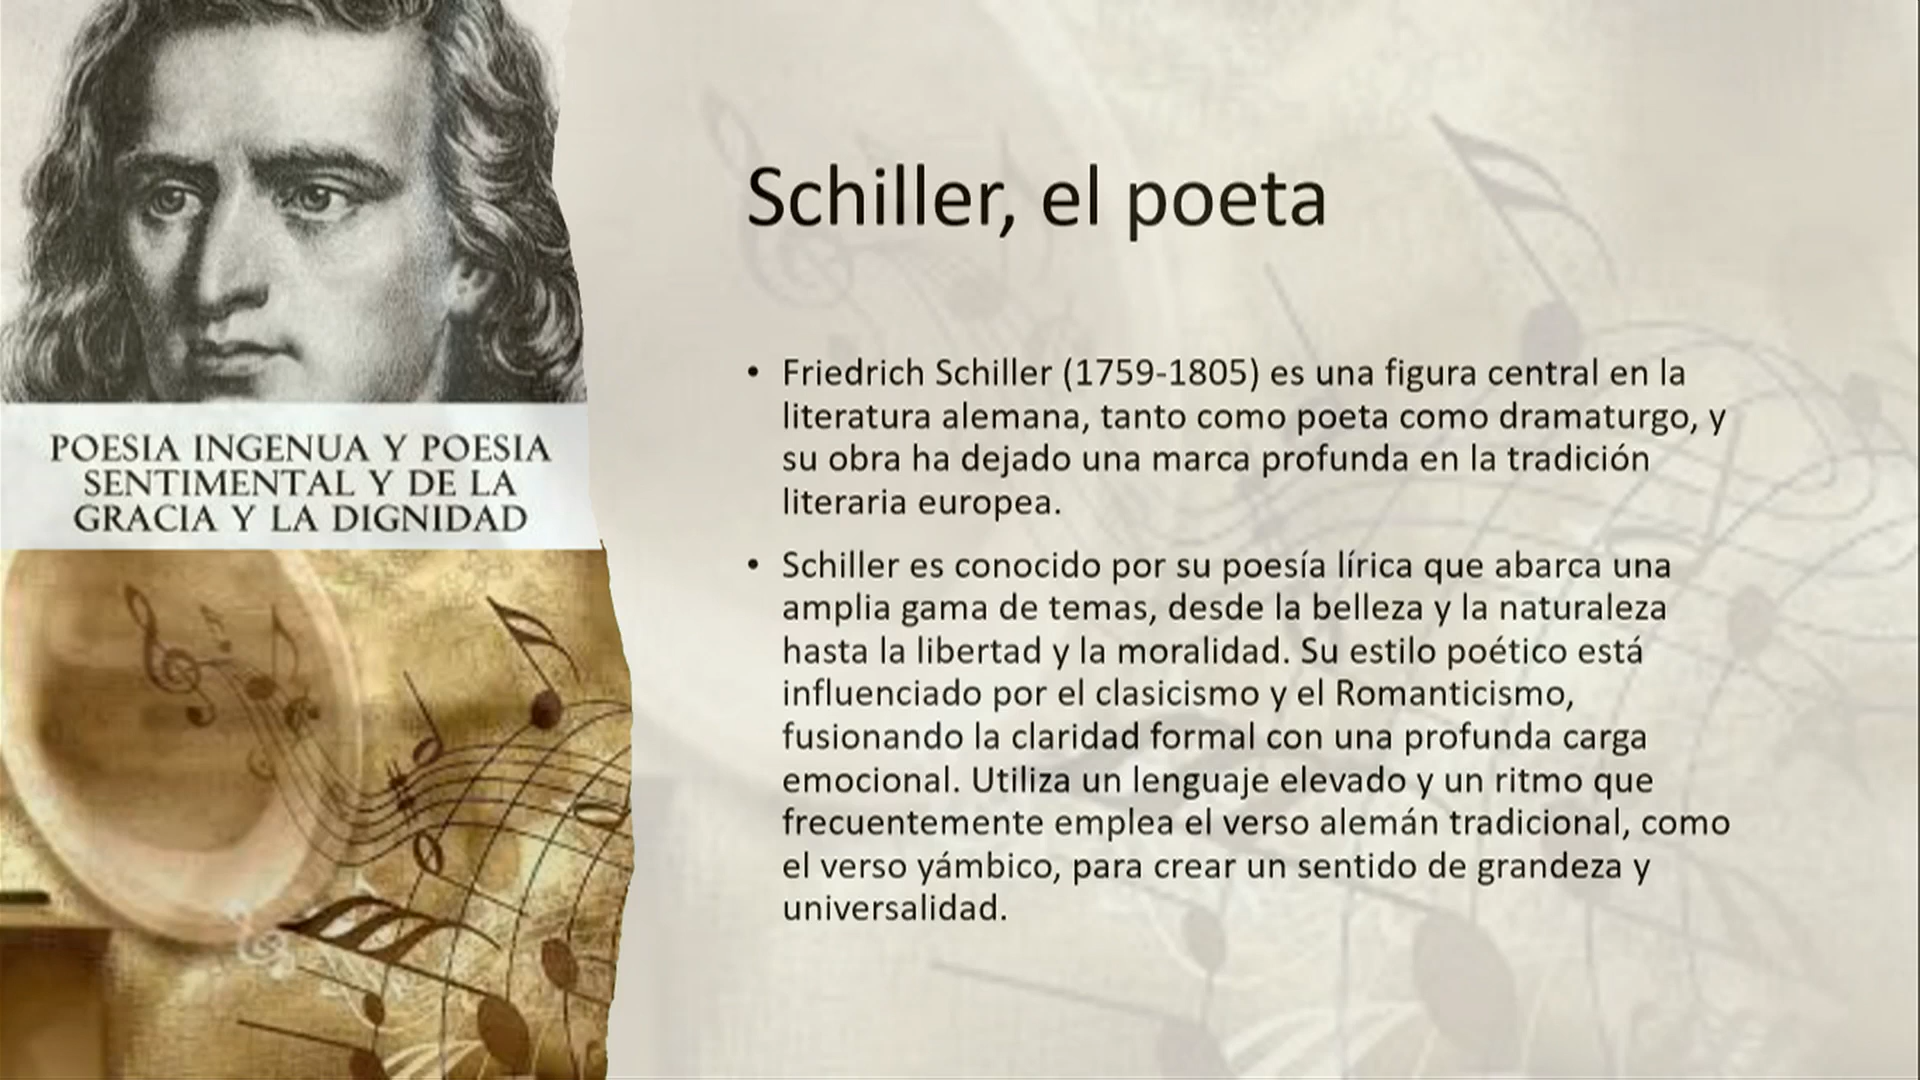 POESIA INGENUA Y POESIA
SENTIMENTAL Y DE LA
GRACIA Y LA DIGNIDAD
Schiller, el poeta
• Friedrich Schiller (1759-1805) es una figura central en la
literatura alemana, tanto como poeta como dramaturgo, y
su obra ha dejado una marca profunda en la tradición
literaria europea.
• Schiller es conocido por su poesía lírica que abarca una
amplia gama de temas, desde la belleza y la naturaleza
hasta la libertad y la moralidad. Su estilo poético está
influenciado por el clasicismo y el Romanticismo,
fusionando la claridad formal con una profunda carga
emocional. Utiliza un lenguaje elevado y un ritmo que
frecuentemente emplea el verso alemán tradicional, como
el verso yámbico, para crear un sentido de grandeza y
universalidad.